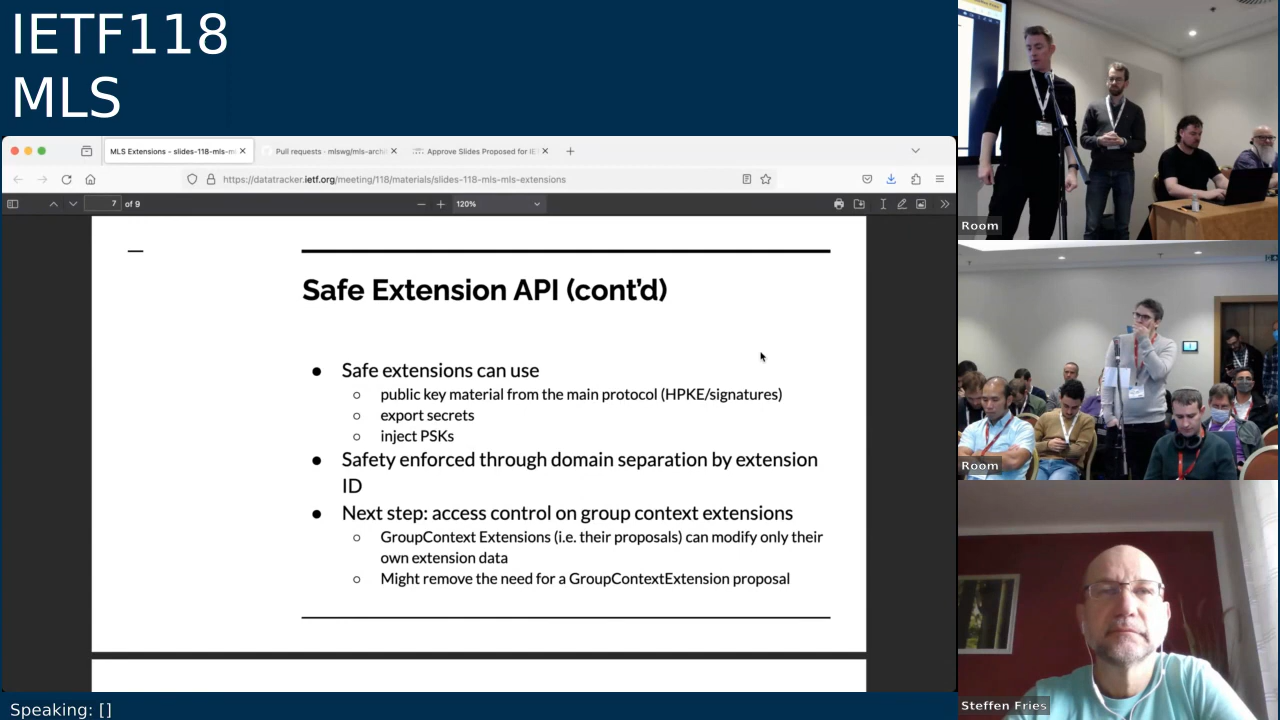 IETF118
MLS
MLS Extensions – slides-118-mls-m
Pull requests · mlswg/mls-archi
Approve Slides Proposed for IE
https://datatracker.ietf.org/meeting/118/materials/slides-118-mls-mls-extensions
7 of 9
120%
Safe Extension API (cont'd)
● Safe extensions can use
○ public key material from the main protocol (HPKE/signatures)
○ export secrets
○ inject PSKs
● Safety enforced through domain separation by extension
ID
● Next step: access control on group context extensions
○ GroupContext Extensions (i.e. their proposals) can modify only their
own extension data
○ Might remove the need for a GroupContextExtension proposal
Speaking: []
Room
Room
Steffen Fries